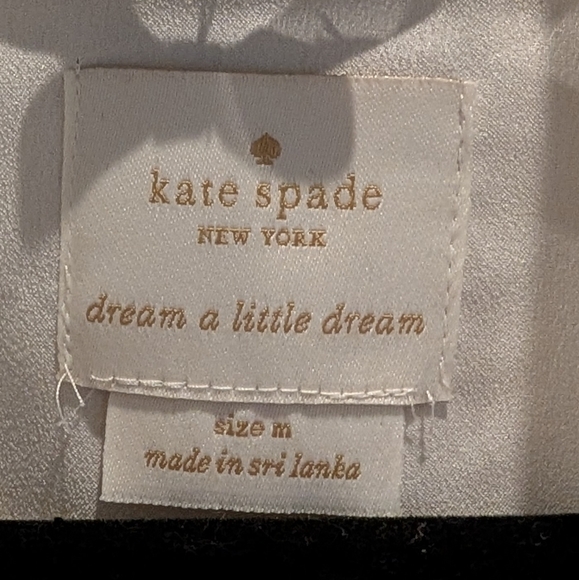 kate spade
NEW YORK
dream a little dream
size m
made in sri lanka